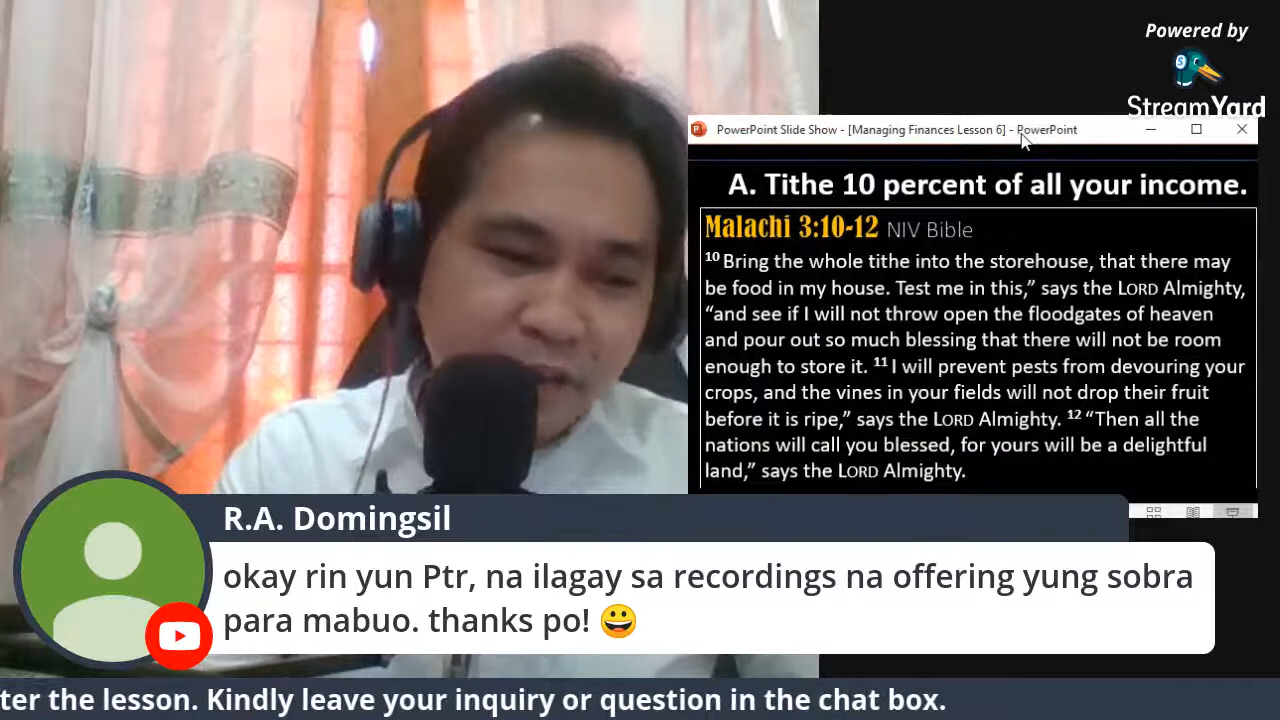 Powered by
StreamYard
PowerPoint Slide Show - [Managing Finances Lesson 6] - PowerPoint
A. Tithe 10 percent of all your income.
Malachi 3:10-12 NIV Bible
10 Bring the whole tithe into the storehouse, that there may
be food in my house. Test me in this,” says the LORD Almighty,
“and see if I will not throw open the floodgates of heaven
and pour out so much blessing that there will not be room
enough to store it. 11 I will prevent pests from devouring your
crops, and the vines in your fields will not drop their fruit
before it is ripe,” says the LORD Almighty. 12 “Then all the
nations will call you blessed, for yours will be a delightful
land,” says the LORD Almighty.
R.A. Domingsil
okay rin yun Ptr, na ilagay sa recordings na offering yung sobra
para mabuo. thanks po! 😀
ter the lesson. Kindly leave your inquiry or question in the chat box.